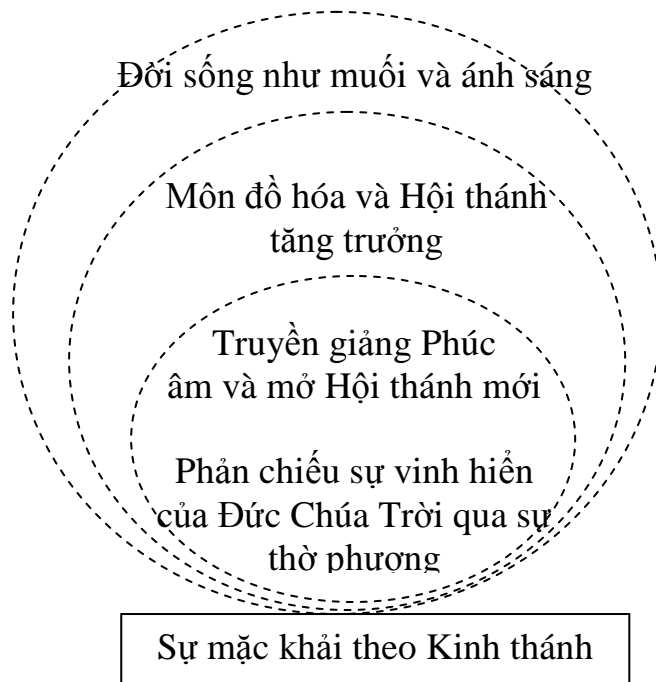 Đời sống như muối và ánh sáng
Môn đồ hóa và Hội thánh
tăng trưởng
Truyền giảng Phúc
âm và mở Hội thánh mới
Phản chiếu sự vinh hiển
của Đức Chúa Trời qua sự
thờ phượng
Sự mặc khải theo Kinh thánh